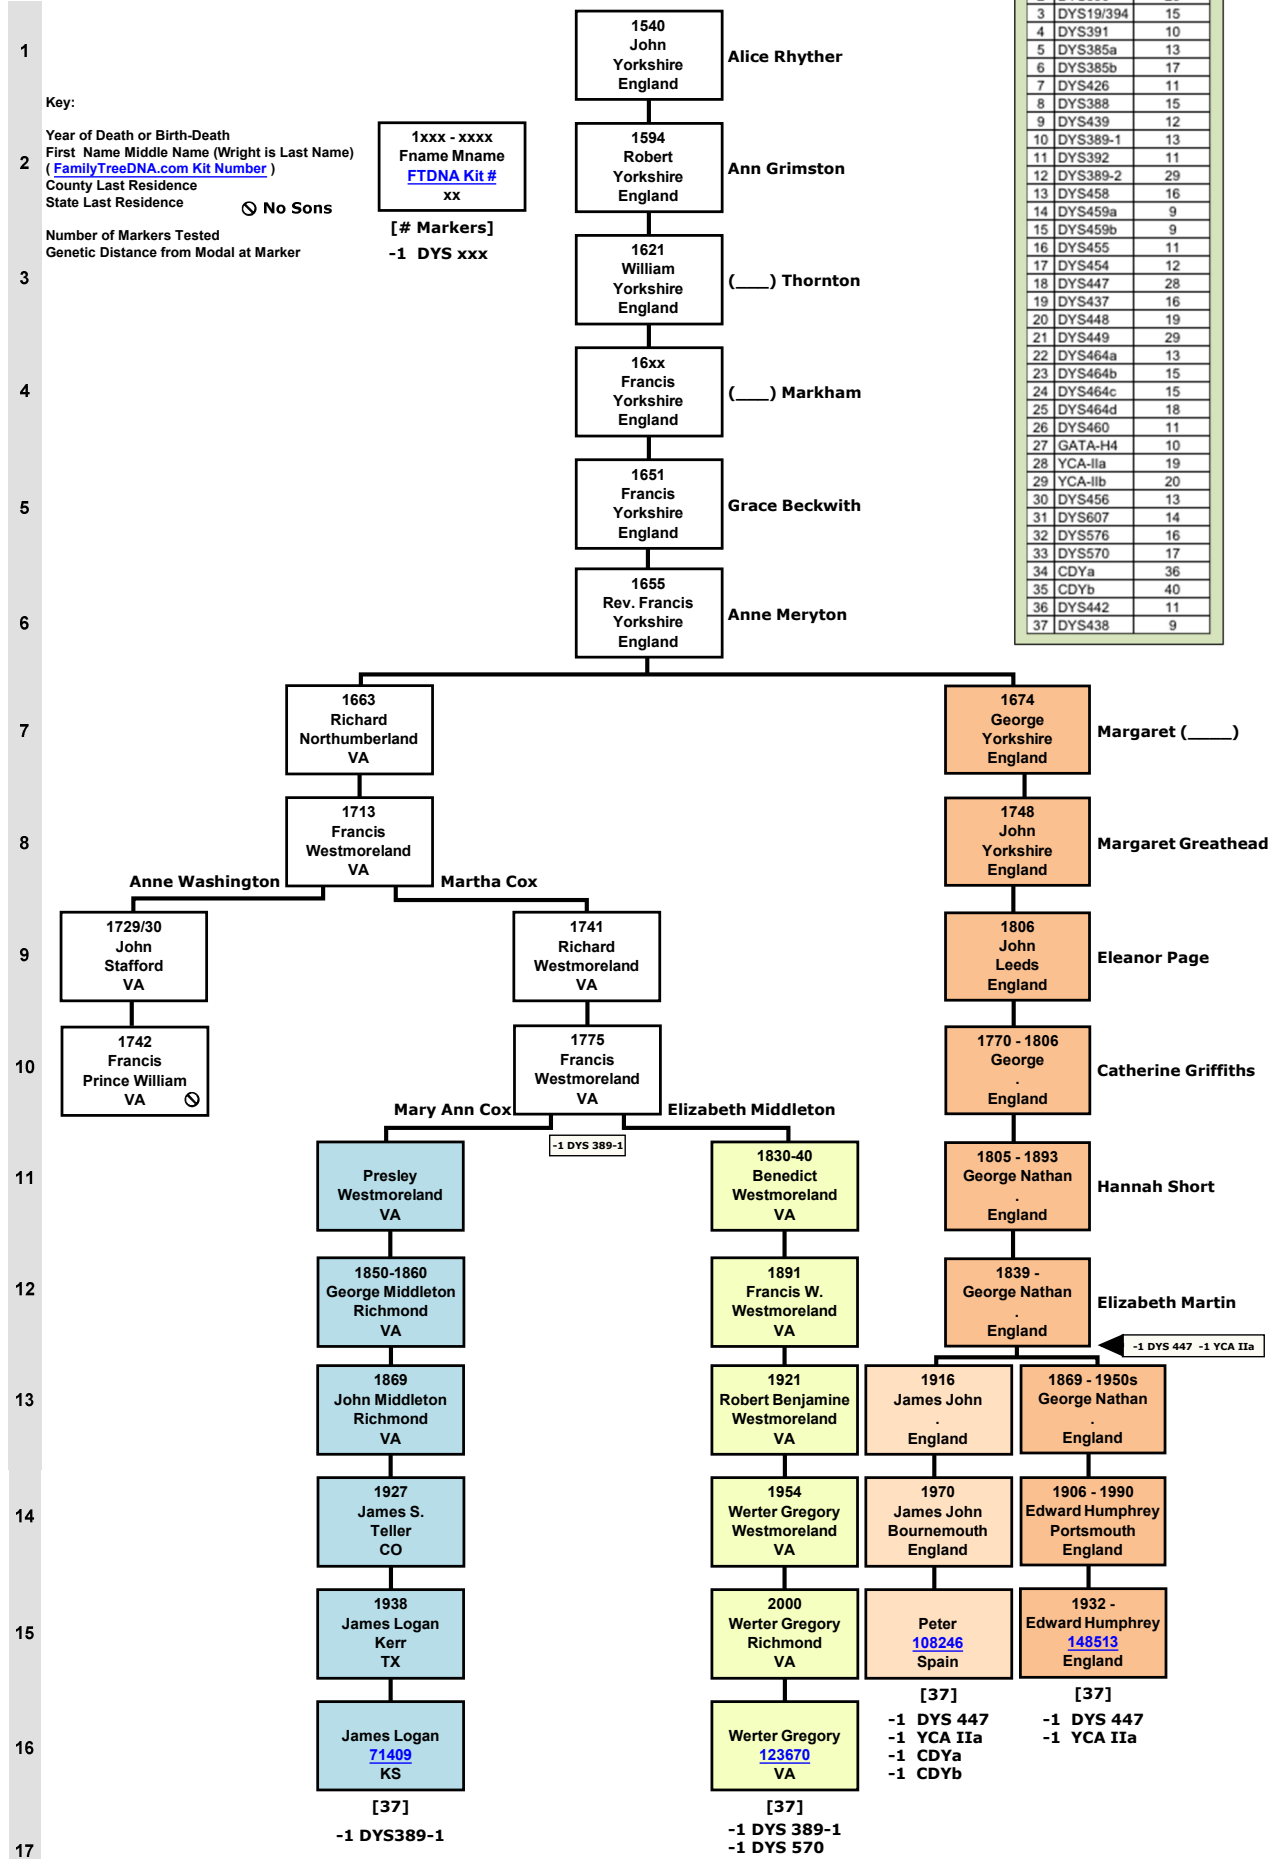 1
1540
John
Yorkshire
England
Alice Rhyther
Key:
Year of Death or Birth-Death
First Name Middle Name (Wright is Last Name)
( FamilyTreeDNA.com Kit Number )
County Last Residence
State Last Residence
No Sons
Number of Markers Tested
Genetic Distance from Modal at Marker
1xxx - xxxx
Fname Mname
FTDNA Kit #
xx
[# Markers]
-1 DYS xxx
2
1594
Robert
Yorkshire
England
Ann Grimston
3
1621
William
Yorkshire
England
(___) Thornton
4
16xx
Francis
Yorkshire
England
(___) Markham
5
1651
Francis
Yorkshire
England
Grace Beckwith
6
1655
Rev. Francis
Yorkshire
England
Anne Meryton
3 DYS19/394 15
4 DYS391 10
5 DYS385a 13
6 DYS385b 17
7 DYS426 11
8 DYS388 15
9 DYS439 12
10 DYS389-1 13
11 DYS392 11
12 DYS389-2 29
13 DYS458 16
14 DYS459a 9
15 DYS459b 9
16 DYS455 11
17 DYS454 12
18 DYS447 28
19 DYS437 16
20 DYS448 19
21 DYS449 29
22 DYS464a 13
23 DYS464b 15
24 DYS464c 15
25 DYS464d 18
26 DYS460 11
27 GATA-H4 10
28 YCA-IIa 19
29 YCA-IIb 20
30 DYS456 13
31 DYS607 14
32 DYS576 16
33 DYS570 17
34 CDYa 36
35 CDYb 40
36 DYS442 11
37 DYS438 9
7
1663
Richard
Northumberland
VA
1674
George
Yorkshire
England
Margaret (____)
8
1713
Francis
Westmoreland
VA
Anne Washington
Martha Cox
1748
John
Yorkshire
England
Margaret Greathead
9
1729/30
John
Stafford
VA
1741
Richard
Westmoreland
VA
1806
John
Leeds
England
Eleanor Page
10
1742
Francis
Prince William
VA
1775
Francis
Westmoreland
VA
Mary Ann Cox
Elizabeth Middleton
-1 DYS 389-1
1770 - 1806
George
.
England
Catherine Griffiths
11
Presley
Westmoreland
VA
1830-40
Benedict
Westmoreland
VA
1805 - 1893
George Nathan
.
England
Hannah Short
12
1850-1860
George Middleton
Richmond
VA
1891
Francis W.
Westmoreland
VA
1839 -
George Nathan
.
England
Elizabeth Martin
-1 DYS 447 -1 YCA IIa
13
1869
John Middleton
Richmond
VA
1921
Robert Benjamine
Westmoreland
VA
1916
James John
.
England
1869 - 1950s
George Nathan
.
England
14
1927
James S.
Teller
CO
1954
Werter Gregory
Westmoreland
VA
1970
James John
Bournemouth
England
1906 - 1990
Edward Humphrey
Portsmouth
England
15
1938
James Logan
Kerr
TX
2000
Werter Gregory
Richmond
VA
Peter
108246
Spain
1932 -
Edward Humphrey
148513
England
16
James Logan
71409
KS
Werter Gregory
123670
VA
[37]
-1 DYS 447
-1 YCA IIa
-1 CDYa
-1 CDYb
[37]
-1 DYS 447
-1 YCA IIa
17
[37]
-1 DYS389-1
[37]
-1 DYS 389-1
-1 DYS 570